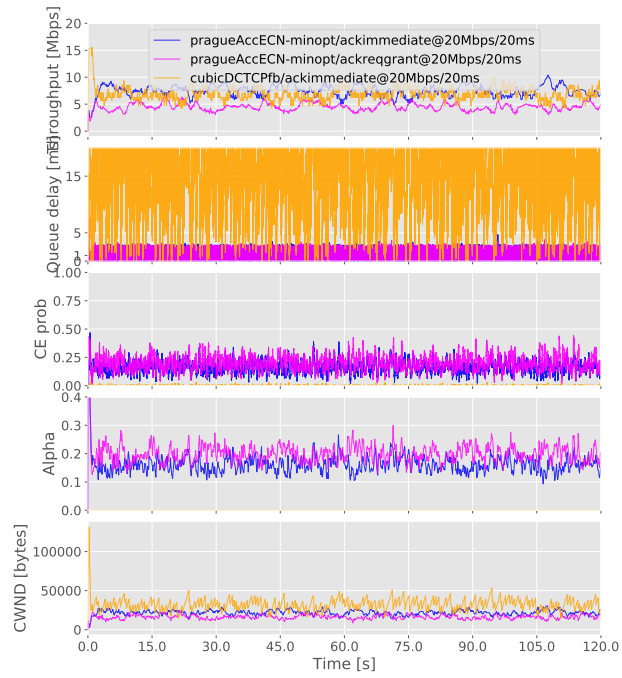 20
15
10
5
0
Throughput [Mbps]
pragueAccECN-minopt/ackimmediate@20Mbps/20ms
pragueAccECN-minopt/ackreqgrant@20Mbps/20ms
cubicDCTCPfb/ackimmediate@20Mbps/20ms
15
5
1
0
Queue delay [ms]
1.00
0.75
0.50
0.25
0.00
CE prob
0.4
0.3
0.2
0.1
0.0
Alpha
100000
50000
0
CWND [bytes]
0.0 15.0 30.0 45.0 60.0 75.0 90.0 105.0 120.0
Time [s]